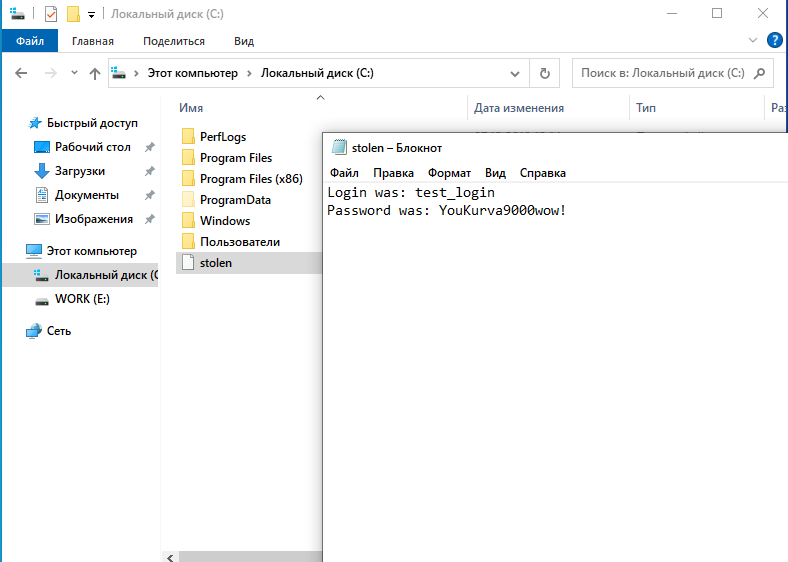 Локальный диск (C:)
Файл
Главная
Поделиться
Вид
?
Этот компьютер
Локальный диск (C:)
Поиск в: Локальный диск (C:)
Имя
Дата изменения
Тип
Раз
Быстрый доступ
Рабочий стол
Загрузки
Документы
Изображения
Этот компьютер
Локальный диск (C
WORK (E:)
Сеть
PerfLogs
Program Files
Program Files (x86)
ProgramData
Windows
Пользователи
stolen
stolen – Блокнот
Файл Правка Формат Вид Справка
Login was: test_login
Password was: YouKurva9000wow!